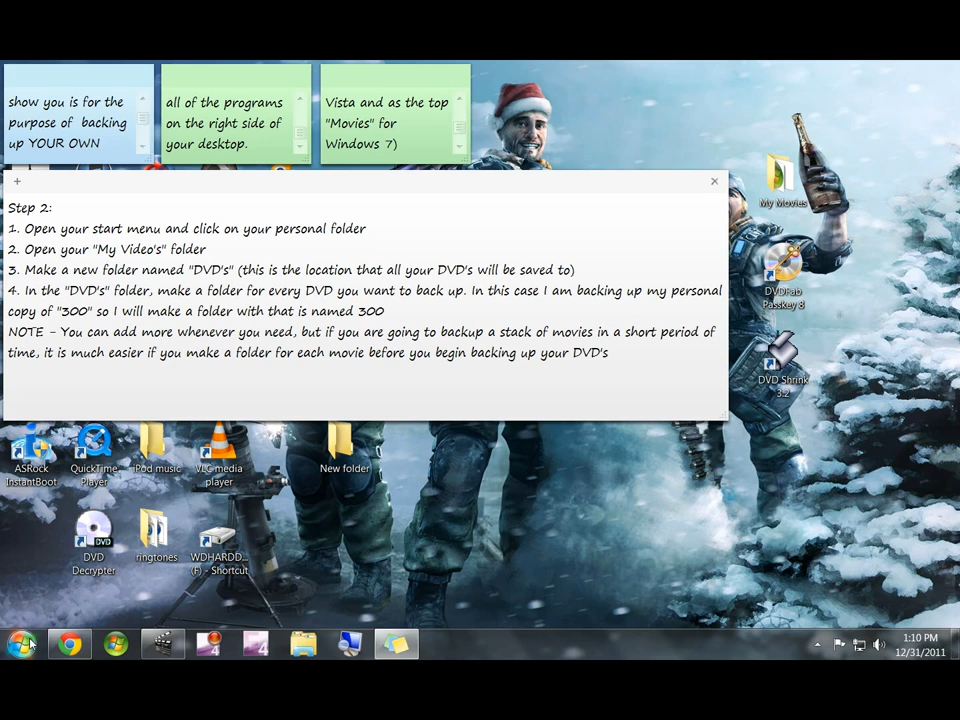 show you is for the
purpose of backing
up YOUR OWN
all of the programs
on the right side of
your desktop.
Vista and as the top
"Movies" for
Windows 7)
Step 2:
1. Open your start menu and click on your personal folder
2. Open your "My Video's" folder
3. Make a new folder named "DVD's" (this is the location that all your DVD's will be saved to)
4. In the "DVD's" folder, make a folder for every DVD you want to back up. In this case I am backing up my personal
copy of "300" so I will make a folder with that is named 300
NOTE - You can add more whenever you need, but if you are going to backup a stack of movies in a short period of
time, it is much easier if you make a folder for each movie before you begin backing up your DVD's
My Movies
DVDFab
Passkey 8
DVD Shrink
3.2
ASRock
InstantBoot
QuickTime
Player
iPod music
VLC media
player
New folder
DVD
DVD
Decrypter
ringtones
WDHARDD...
(F) - Shortcut
4
4
1:10 PM
12/31/2011